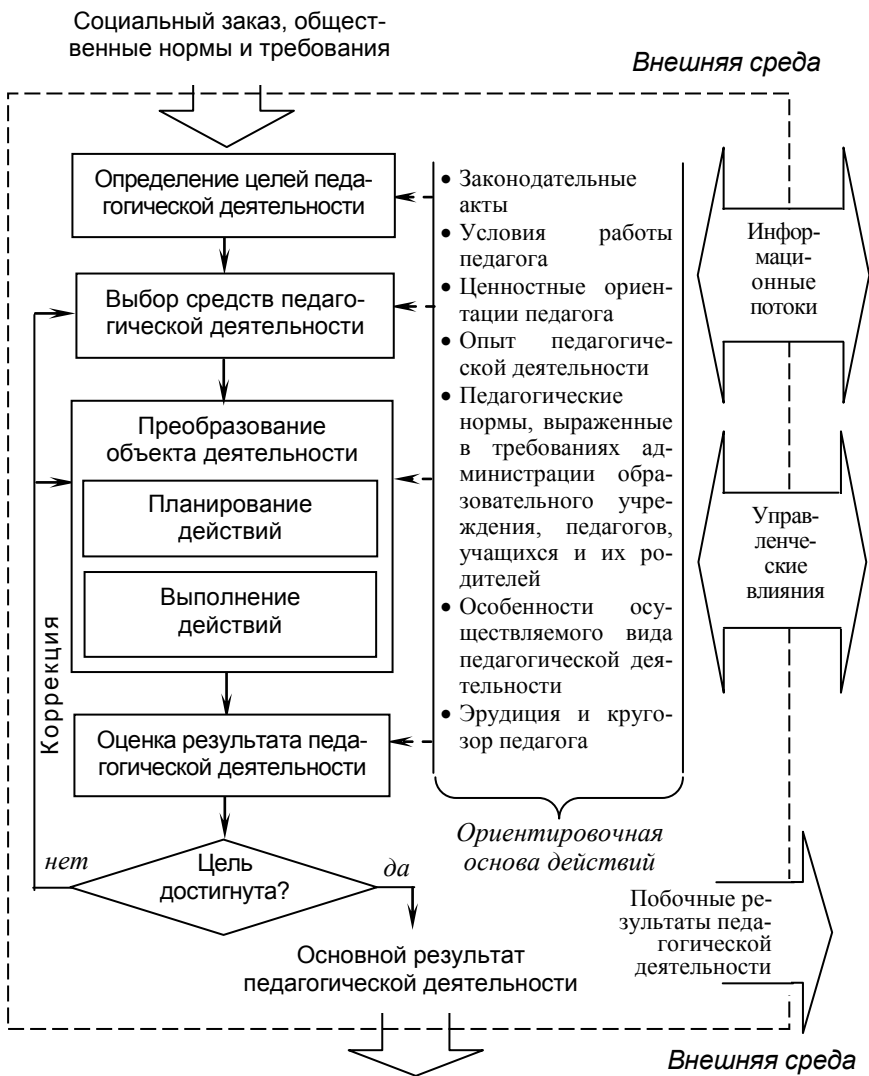 Социальный заказ, общест-
венные нормы и требования
Внешняя среда
Определение целей педа-
гогической деятельности
Выбор средств педаго-
гической деятельности
Преобразование
объекта деятельности
Планирование
действий
Выполнение
действий
Коррекция
Оценка результата педа-
гогической деятельности
нет
Цель
достигнута?
да
Основной результат
педагогической деятельности
• Законодательные
акты
• Условия работы
педагога
• Ценностные ориен-
тации педагога
• Опыт педагогиче-
ской деятельности
• Педагогические
нормы, выраженные
в требованиях ад-
министрации обра-
зовательного учре-
ждения, педагогов,
учащихся и их ро-
дителей
• Особенности осу-
ществляемого вида
педагогической дея-
тельности
• Эрудиция и круго-
зор педагога
Ориентировочная
основа действий
Инфор-
маци-
онные
потоки
Управ-
ленче-
ские
влияния
Побочные ре-
зультаты педа-
гогической
деятельности
Внешняя среда